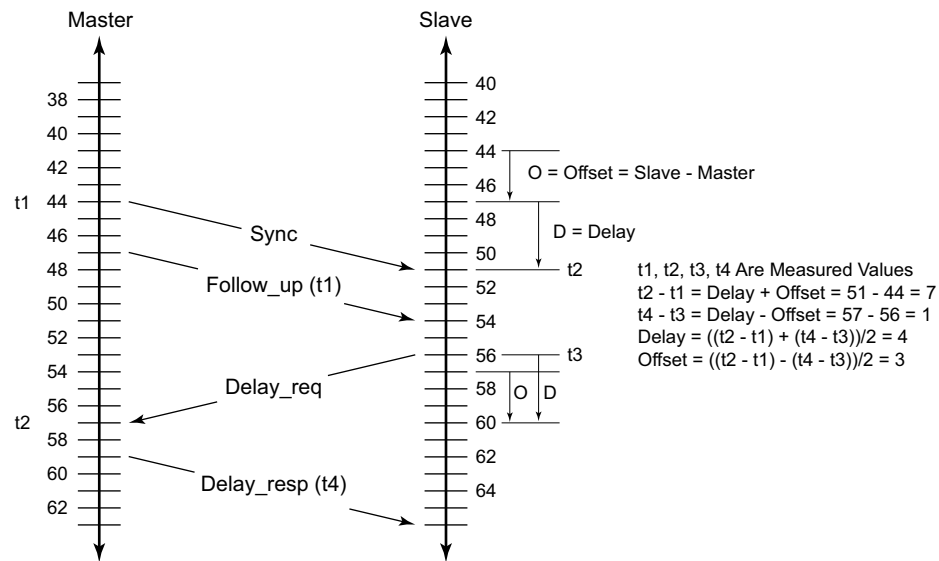 Master
Slave
38
40
42
t1 44
46
48
50
52
54
56
t2
58
60
62
Sync
Follow_up (t1)
Delay_req
Delay_resp (t4)
40
42
44
46
48
50
t2
52
54
56
t3
58
60
62
64
O = Offset = Slave - Master
D = Delay
O D
t1, t2, t3, t4 Are Measured Values
t2 - t1 = Delay + Offset = 51 - 44 = 7
t4 - t3 = Delay - Offset = 57 - 56 = 1
Delay = ((t2 - t1) + (t4 - t3))/2 = 4
Offset = ((t2 - t1) - (t4 - t3))/2 = 3